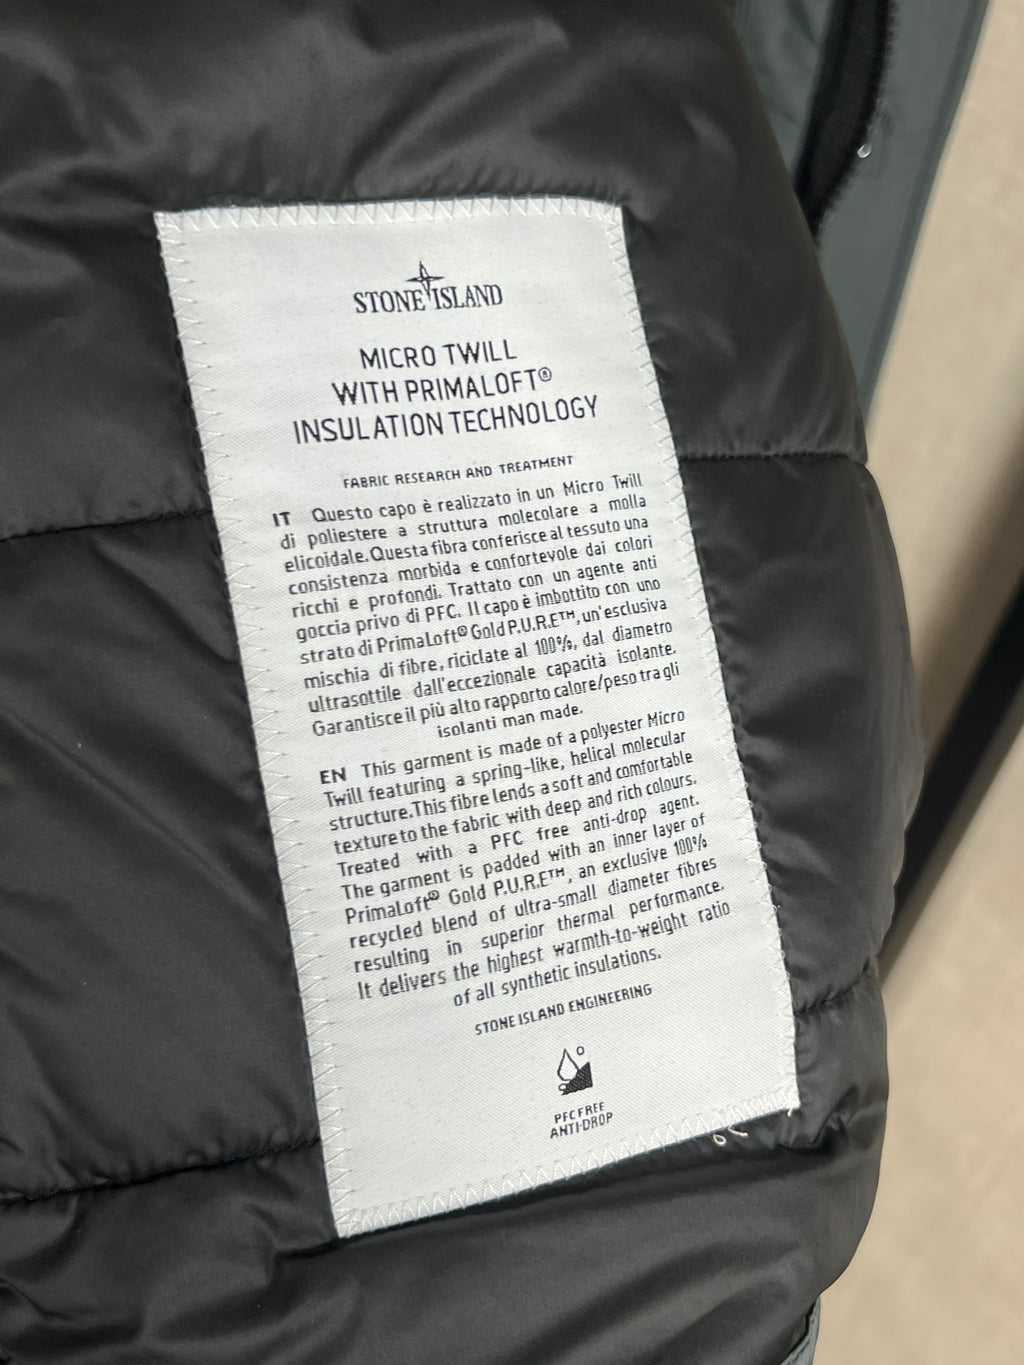 STONE ISLAND
MICRO TWILL
WITH PRIMALOFT®
INSULATION TECHNOLOGY
FABRIC RESEARCH AND TREATMENT
IT Questo capo è realizzato in un Micro Twill
di poliestere a struttura molecolare a molla
elicoidale. Questa fibra conferisce al tessuto una
consistenza morbida e confortevole dai colori
ricchi e profondi. Trattato con un agente anti
goccia privo di PFC. Il capo è imbottito con uno
strato di PrimaLoft® Gold P.U.R.E™, un'esclusiva
mischia di fibre, riciclate al 100%, dal diametro
ultrasottile dall'eccezionale capacità isolante.
Garantisce il più alto rapporto calore/peso tra gli
isolanti man made.
EN This garment is made of a polyester Micro
Twill featuring a spring-like, helical molecular
structure. This fibre lends a soft and comfortable
texture to the fabric with deep and rich colours.
Treated with a PFC free anti-drop agent.
The garment is padded with an inner layer of
PrimaLoft® Gold P.U.R.E™, an exclusive 100%
recycled blend of ultra-small diameter fibres
resulting in superior thermal performance.
It delivers the highest warmth-to-weight ratio
of all synthetic insulations.
STONE ISLAND ENGINEERING
PFC FREE
ANTI-DROP